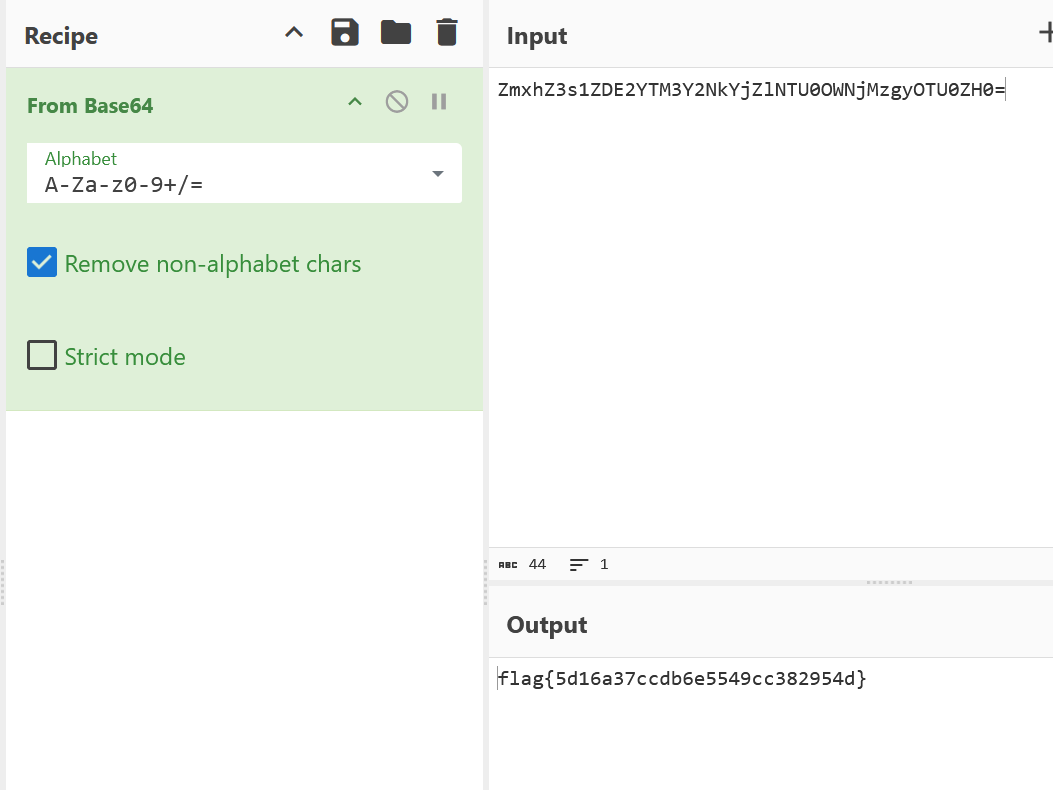 Recipe
From Base64
Alphabet
A-Za-z0-9+/=
Remove non-alphabet chars
Strict mode
Input
ZmxhZ3s1ZDE2YTM3Y2NkYjZlNTU0OWNjMzgyOTU0ZH0=
ABC 44 1
Output
flag{5d16a37ccdb6e5549cc382954d}